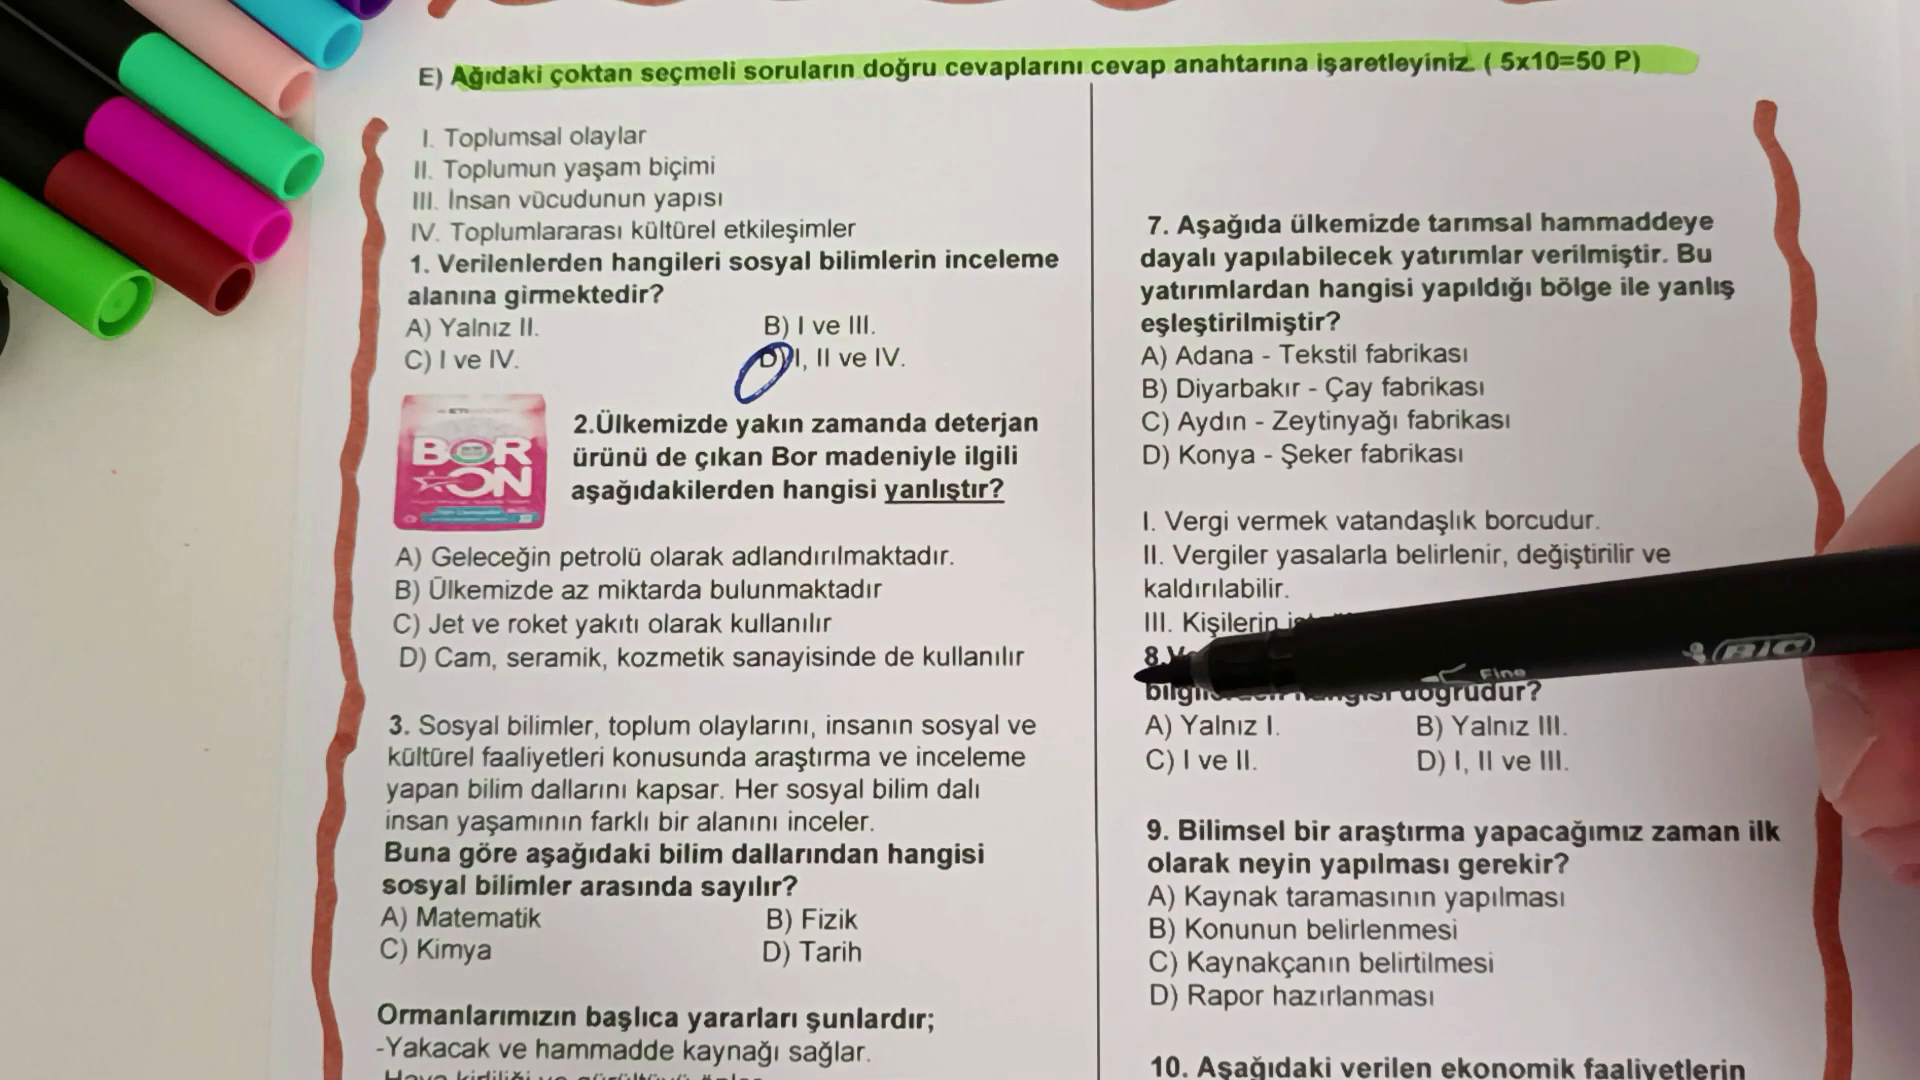 E) Ağıdaki çoktan seçmeli soruların doğru cevaplarını cevap anahtarına işaretleyiniz. ( 5x10=50 P)
I. Toplumsal olaylar
II. Toplumun yaşam biçimi
III. İnsan vücudunun yapısı
IV. Toplumlararası kültürel etkileşimler
1. Verilenlerden hangileri sosyal bilimlerin inceleme
alanına girmektedir?
A) Yalnız II.
B) I ve III.
C) I ve IV.
D) I, II ve IV.
BOR
ON
2.Ülkemizde yakın zamanda deterjan
ürünü de çıkan Bor madeniyle ilgili
aşağıdakilerden hangisi yanlıştır?
A) Geleceğin petrolü olarak adlandırılmaktadır.
B) Ülkemizde az miktarda bulunmaktadır
C) Jet ve roket yakıtı olarak kullanılır
D) Cam, seramik, kozmetik sanayisinde de kullanılır
3. Sosyal bilimler, toplum olaylarını, insanın sosyal ve
kültürel faaliyetleri konusunda araştırma ve inceleme
yapan bilim dallarını kapsar. Her sosyal bilim dalı
insan yaşamının farklı bir alanını inceler.
Buna göre aşağıdaki bilim dallarından hangisi
sosyal bilimler arasında sayılır?
A) Matematik
B) Fizik
C) Kimya
D) Tarih
Ormanlarımızın başlıca yararları şunlardır;
-Yakacak ve hammadde kaynağı sağlar.
7. Aşağıda ülkemizde tarımsal hammaddeye
dayalı yapılabilecek yatırımlar verilmiştir. Bu
yatırımlardan hangisi yapıldığı bölge ile yanlış
eşleştirilmiştir?
A) Adana - Tekstil fabrikası
B) Diyarbakır - Çay fabrikası
C) Aydın - Zeytinyağı fabrikası
D) Konya - Şeker fabrikası
I. Vergi vermek vatandaşlık borcudur.
II. Vergiler yasalarla belirlenir, değiştirilir ve
kaldırılabilir.
III. Kişilerin
8.
hangisi doğrudur?
A) Yalnız I.
B) Yalnız III.
C) I ve II.
D) I, II ve III.
9. Bilimsel bir araştırma yapacağımız zaman ilk
olarak neyin yapılması gerekir?
A) Kaynak taramasının yapılması
B) Konunun belirlenmesi
C) Kaynakçanın belirtilmesi
D) Rapor hazırlanması
10. Aşağıdaki verilen ekonomik faaliyetlerin
Fine
BIC